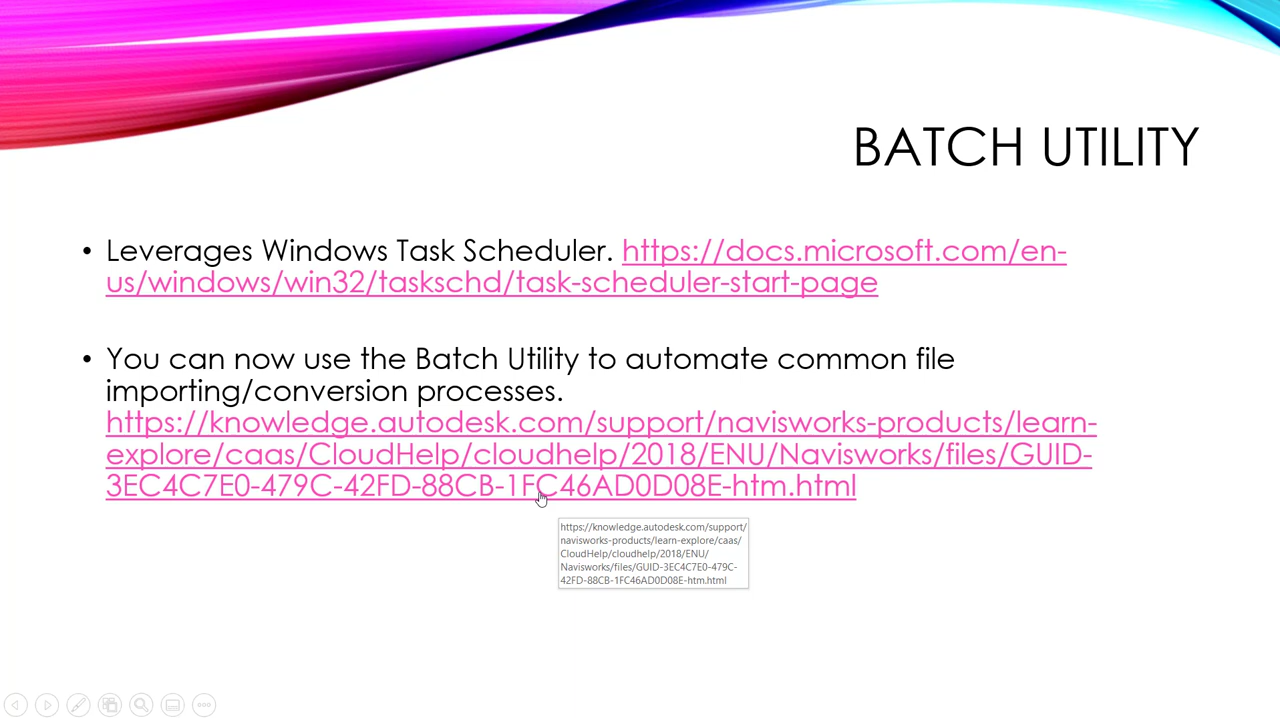 BATCH UTILITY
• Leverages Windows Task Scheduler. https://docs.microsoft.com/en-
us/windows/win32/taskschd/task-scheduler-start-page
• You can now use the Batch Utility to automate common file
importing/conversion processes.
https://knowledge.autodesk.com/support/navisworks-products/learn-
explore/caas/CloudHelp/cloudhelp/2018/ENU/Navisworks/files/GUID-
3EC4C7E0-479C-42FD-88CB-1FC46AD0D08E-htm.html
https://knowledge.autodesk.com/support/
navisworks-products/learn-explore/caas/
CloudHelp/cloudhelp/2018/ENU/
Navisworks/files/GUID-3EC4C7E0-479C-
42FD-88CB-1FC46AD0D08E-htm.html